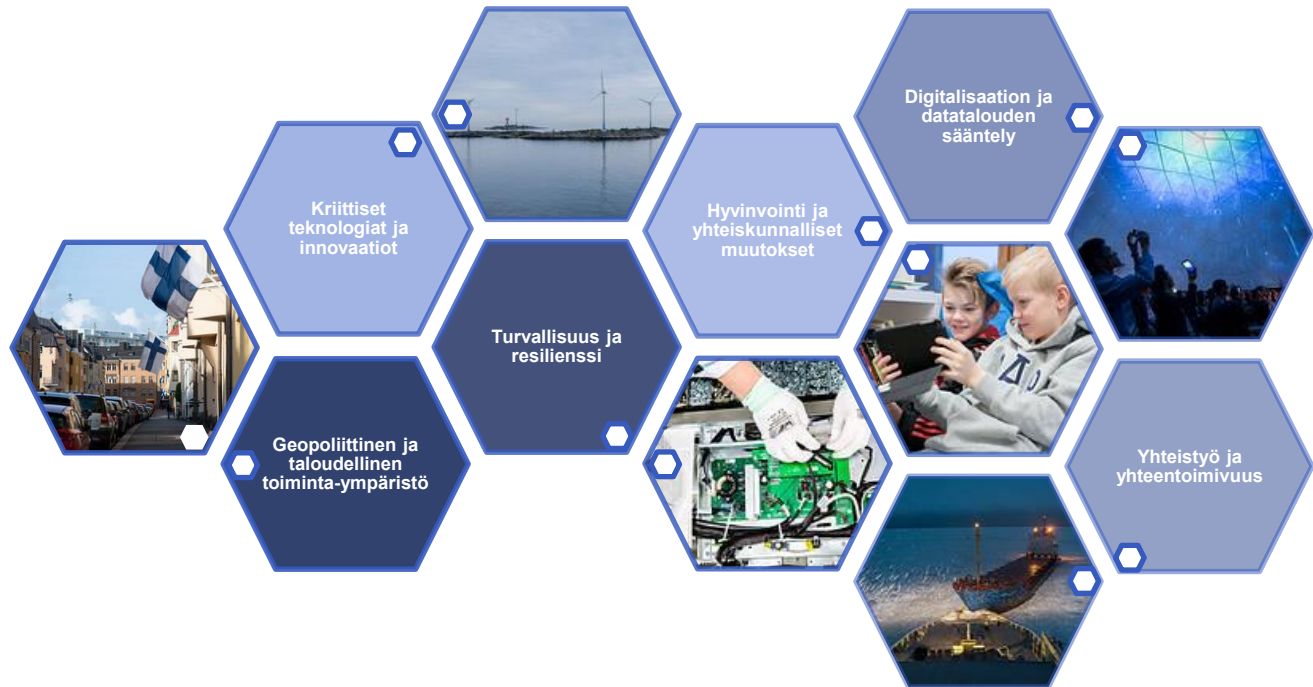 Kriittiset
teknologiat ja
innovaatiot
Geopoliittinen ja
taloudellinen
toiminta-ympäristö
Turvallisuus ja
resilienssi
Hyvinvointi ja
yhteiskunnalliset
muutokset
Digitalisaation ja
datatalouden
sääntely
Yhteistyö ja
yhteentoimivuus